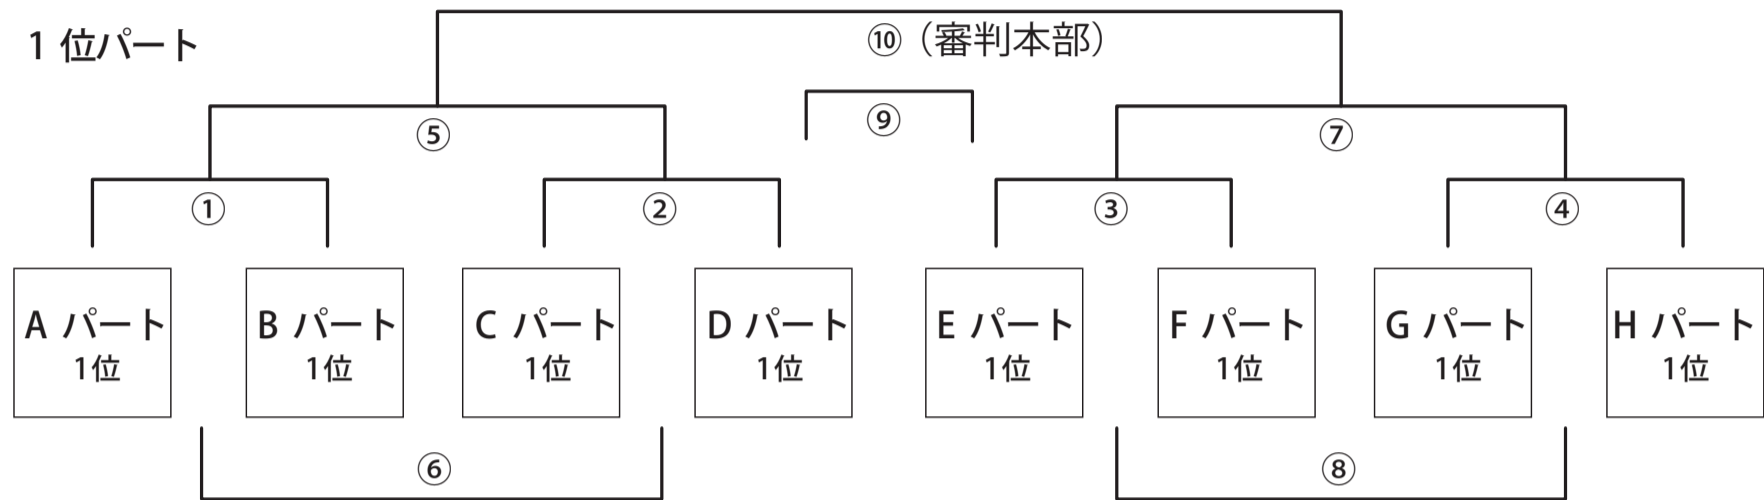 1 位パート
⑩（審判本部）
⑨
⑤
⑦
①
②
③
④
A パート
1位
B パート
1位
C パート
1位
D パート
1位
E パート
1位
F パート
1位
G パート
1位
H パート
1位
⑥
⑧